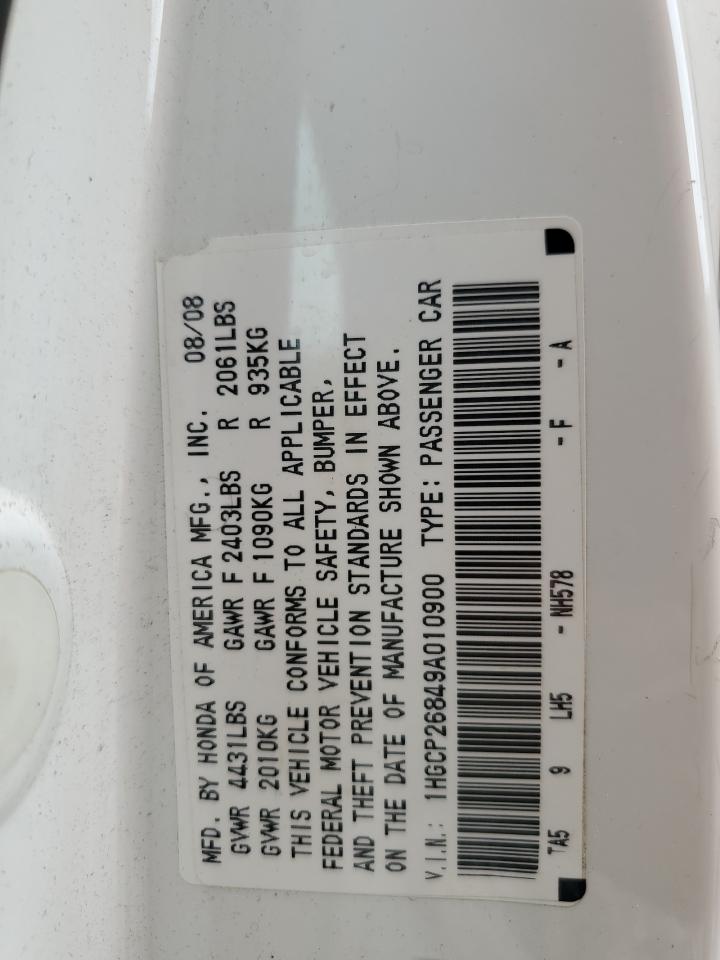 MFD. BY HONDA OF AMERICA MFG., INC. 08/08
GVWR 4431LBS GAWR F 2403LBS R 2061LBS
GVWR 2010KG GAWR F 1090KG R 935KG
THIS VEHICLE CONFORMS TO ALL APPLICABLE
FEDERAL MOTOR VEHICLE SAFETY, BUMPER,
AND THEFT PREVENTION STANDARDS IN EFFECT
ON THE DATE OF MANUFACTURE SHOWN ABOVE.
V.I.N.: 1HGCP26849A010900 TYPE: PASSENGER CAR
TA5 9 LH5 - NH578 - F - A